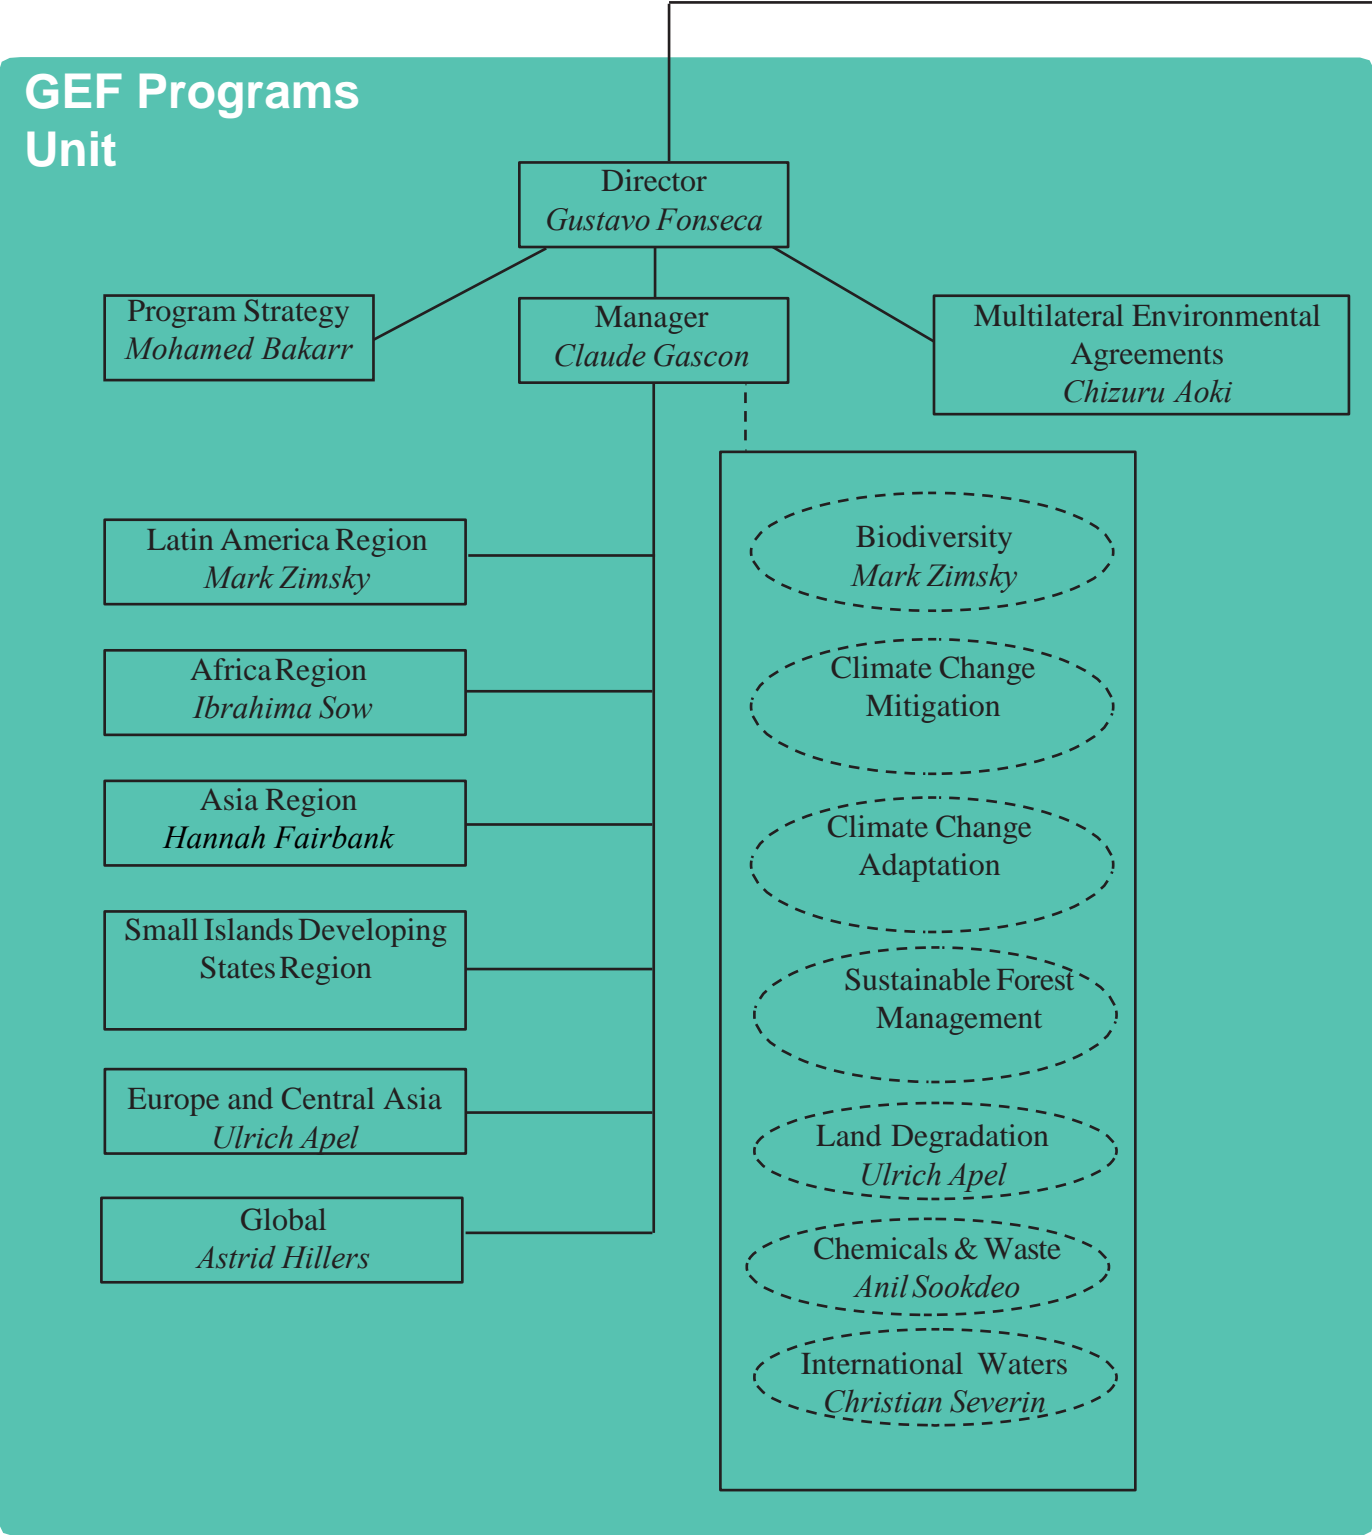 GEF Programs
Unit
Director
Gustavo Fonseca
Program Strategy
Mohamed Bakarr
Manager
Claude Gascon
Multilateral Environmental
Agreements
Chizuru Aoki
Latin America Region
Mark Zimsky
Africa Region
Ibrahima Sow
Asia Region
Hannah Fairbank
Small Islands Developing
States Region
Europe and Central Asia
Ulrich Apel
Global
Astrid Hillers
Biodiversity
Mark Zimsky
Climate Change
Mitigation
Climate Change
Adaptation
Sustainable Forest
Management
Land Degradation
Ulrich Apel
Chemicals & Waste
Anil Sookdeo
International Waters
Christian Severin